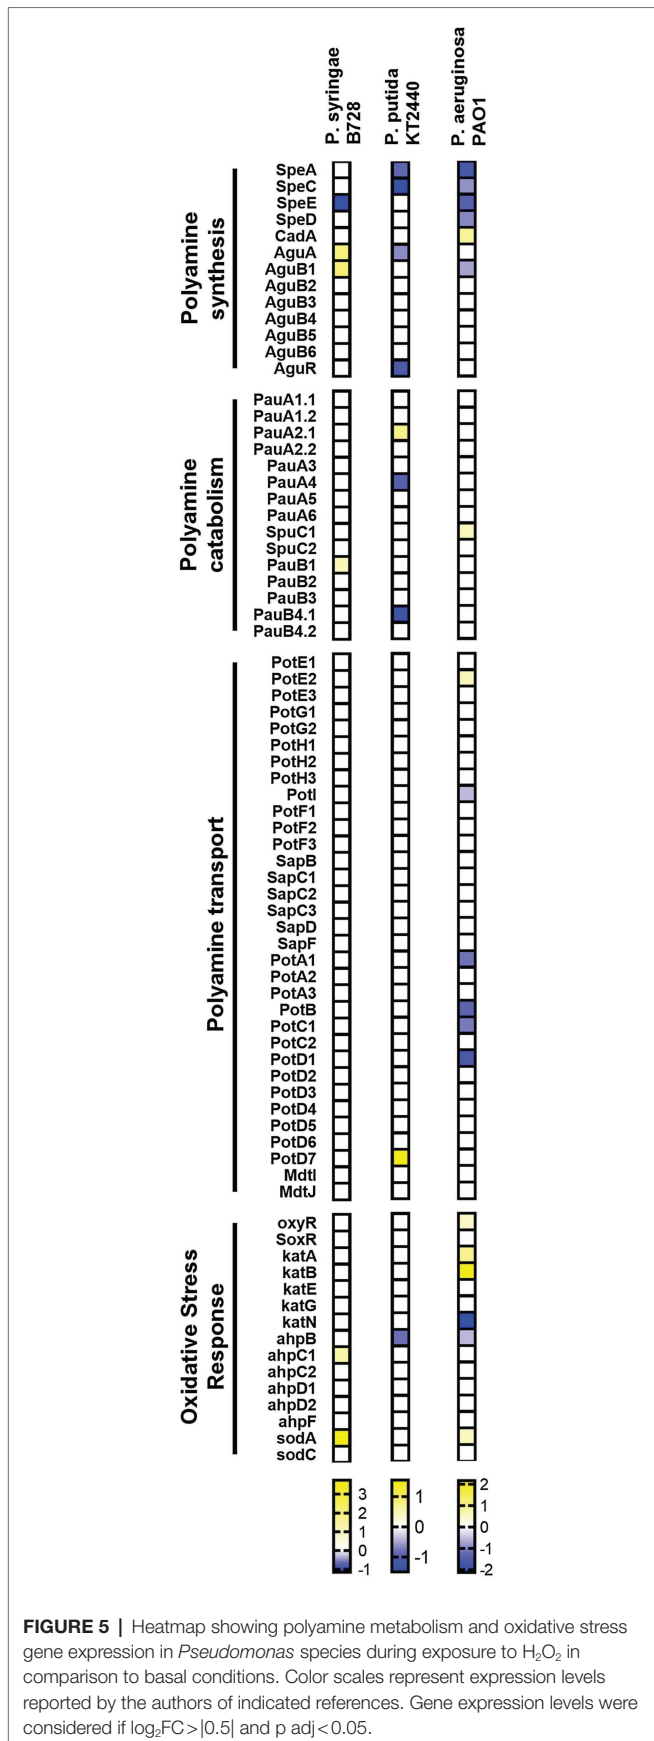 P. syringae
B728
P. putida
KT2440
P. aeruginosa
PAO1
Polyamine
synthesis
SpeA
SpeC
SpeE
SpeD
CadA
AguA
AguB1
AguB2
AguB3
AguB4
AguB5
AguB6
AguR
Polyamine
catabolism
PauA1.1
PauA1.2
PauA2.1
PauA2.2
PauA3
PauA4
PauA5
PauA6
SpuC1
SpuC2
PauB1
PauB2
PauB3
PauB4.1
PauB4.2
Polyamine transport
PotE1
PotE2
PotE3
PotG1
PotG2
PotH1
PotH2
PotH3
PotI
PotF1
PotF2
PotF3
SapB
SapC1
SapC2
SapC3
SapD
SapF
PotA1
PotA2
PotA3
PotB
PotC1
PotC2
PotD1
PotD2
PotD3
PotD4
PotD5
PotD6
PotD7
MdtI
MdtJ
Oxidative Stress
Response
oxyR
SoxR
katA
katB
katE
katG
katN
ahpB
ahpC1
ahpC2
ahpD1
ahpD2
ahpF
sodA
sodC
3
2
1
0
-1
1
0
-1
2
1
0
-1
-2
FIGURE 5 | Heatmap showing polyamine metabolism and oxidative stress
gene expression in Pseudomonas species during exposure to H₂O₂ in
comparison to basal conditions. Color scales represent expression levels
reported by the authors of indicated references. Gene expression levels were
considered if log₂FC>|0.5| and p adj<0.05.